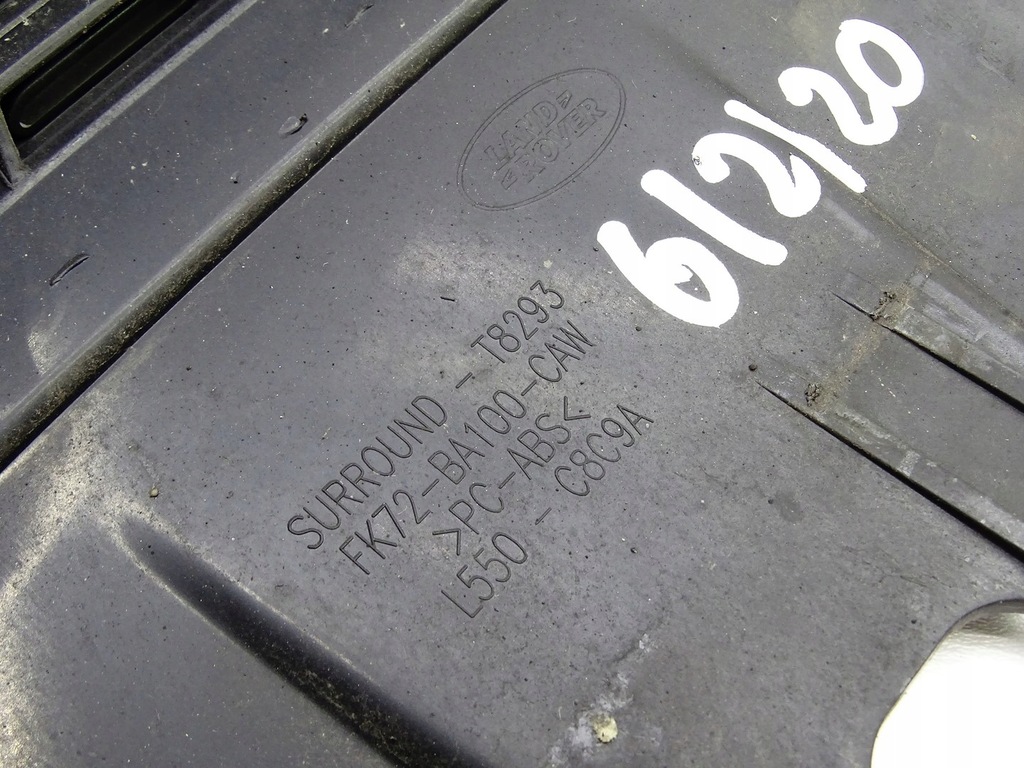 LAND
ROVER
6/2/20
SURROUND - T8293
FK72-BA100-CAW
>PC-ABS<
L550 - C8C9A